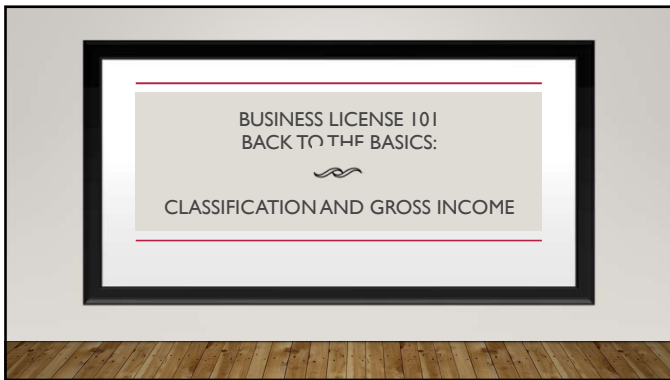 BUSINESS LICENSE 101
BACK TO THE BASICS:
CLASSIFICATION AND GROSS INCOME